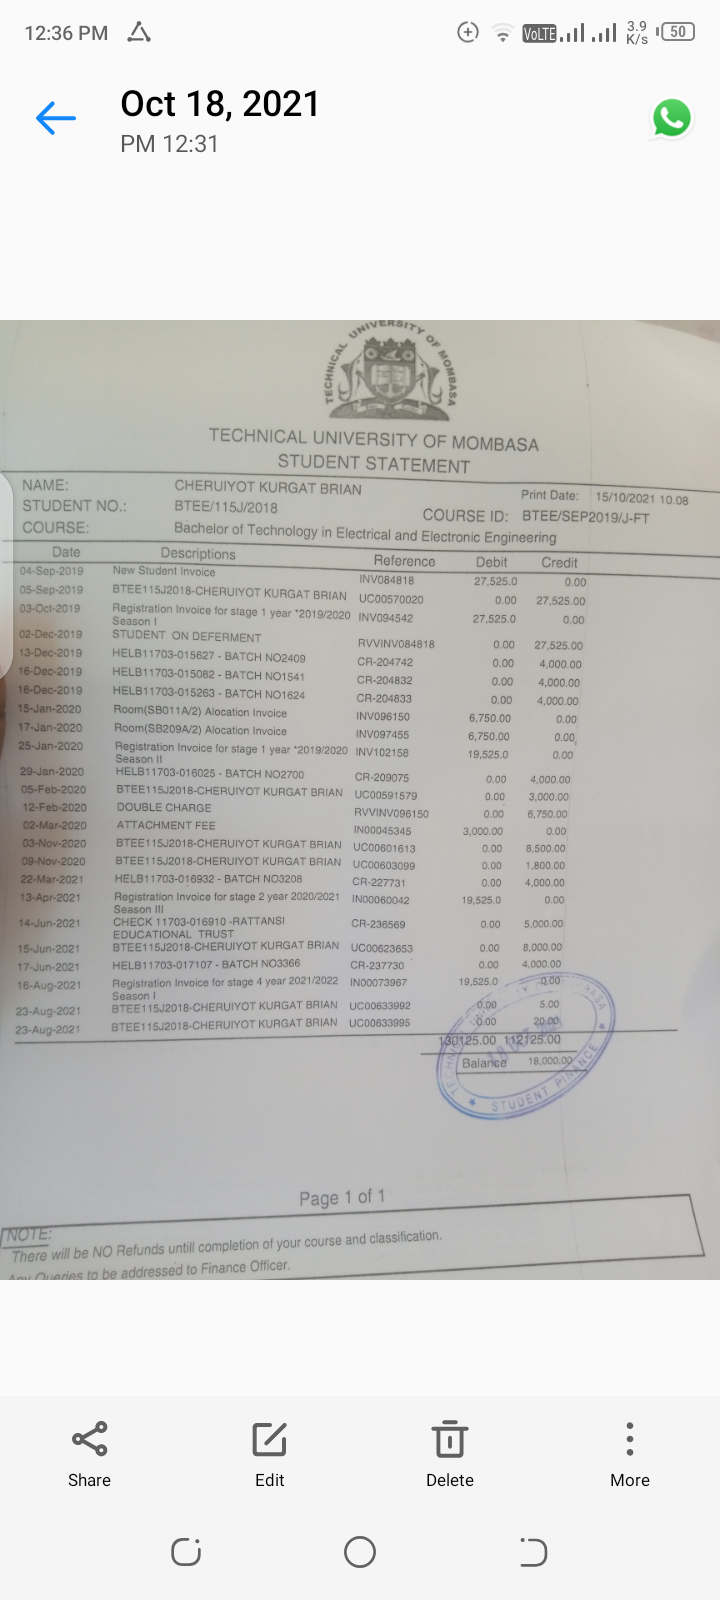 12:36 PM
VoLTE
3.9 K/s
50
Oct 18, 2021
PM 12:31
TECHNICAL UNIVERSITY OF MOMBASA
TECHNICAL UNIVERSITY OF MOMBASA
STUDENT STATEMENT
NAME: CHERUIYOT KURGAT BRIAN Print Date: 15/10/2021 10.08
STUDENT NO.: BTEE/115J/2018 COURSE ID: BTEE/SEP2019/J-FT
COURSE: Bachelor of Technology in Electrical and Electronic Engineering
Date Descriptions Reference Debit Credit
04-Sep-2019 New Student Invoice INV084818 27,525.0 0.00
05-Sep-2019 BTEE115J2018-CHERUIYOT KURGAT BRIAN UC00570020 0.00 27,525.00
03-Oct-2019 Registration Invoice for stage 1 year *2019/2020 INV094542 27,525.0 0.00
Season I
02-Dec-2019 STUDENT ON DEFERMENT RVVINV084818 0.00 27,525.00
13-Dec-2019 HELB11703-015627 - BATCH NO2409 CR-204742 0.00 4,000.00
16-Dec-2019 HELB11703-015082 - BATCH NO1541 CR-204832 0.00 4,000.00
16-Dec-2019 HELB11703-015263 - BATCH NO1624 CR-204833 0.00 4,000.00
15-Jan-2020 Room(SB011A/2) Alocation Invoice INV096150 6,750.00 0.00
17-Jan-2020 Room(SB209A/2) Alocation Invoice INV097455 6,750.00 0.00
25-Jan-2020 Registration Invoice for stage 1 year *2019/2020 INV102158 19,525.0 0.00
Season II
29-Jan-2020 HELB11703-016025 - BATCH NO2700 CR-209075 0.00 4,000.00
05-Feb-2020 BTEE115J2018-CHERUIYOT KURGAT BRIAN UC00591579 0.00 3,000.00
12-Feb-2020 DOUBLE CHARGE RVVINV096150 0.00 6,750.00
02-Mar-2020 ATTACHMENT FEE IN00045345 3,000.00 0.00
03-Nov-2020 BTEE115J2018-CHERUIYOT KURGAT BRIAN UC00601613 0.00 8,500.00
09-Nov-2020 BTEE115J2018-CHERUIYOT KURGAT BRIAN UC00603099 0.00 1,800.00
22-Mar-2021 HELB11703-016932 - BATCH NO3208 CR-227731 0.00 4,000.00
13-Apr-2021 Registration Invoice for stage 2 year 2020/2021 IN00060042 19,525.0 0.00
Season III
14-Jun-2021 CHECK 11703-016910 -RATTANSI CR-236569 0.00 5,000.00
EDUCATIONAL TRUST
15-Jun-2021 BTEE115J2018-CHERUIYOT KURGAT BRIAN UC00623653 0.00 8,000.00
17-Jun-2021 HELB11703-017107 - BATCH NO3366 CR-237730 0.00 4,000.00
16-Aug-2021 Registration Invoice for stage 4 year 2021/2022 IN00073967 19,525.0 0.00
Season I
23-Aug-2021 BTEE115J2018-CHERUIYOT KURGAT BRIAN UC00633992 0.00 5.00
23-Aug-2021 BTEE115J2018-CHERUIYOT KURGAT BRIAN UC00633995 0.00 20.00
130125.00 112125.00
Balance 18,000.00
STUDENT FINANCE
Page 1 of 1
NOTE:
There will be NO Refunds untill completion of your course and classification.
Any Queries to be addressed to Finance Officer.
Share
Edit
Delete
More